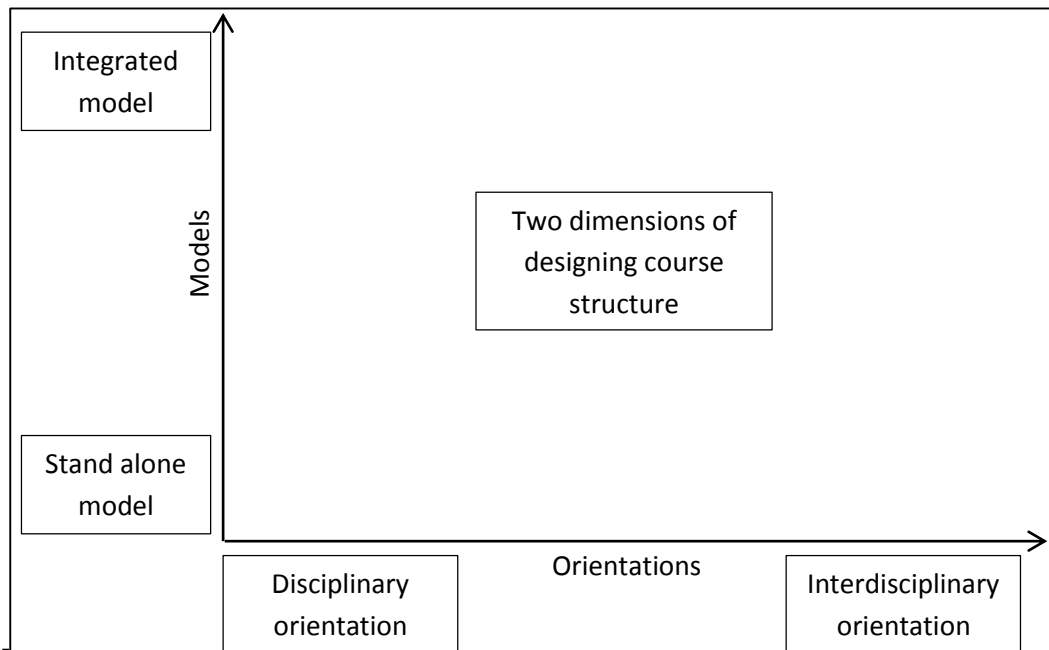 Integrated
model
Models
Two dimensions of
designing course
structure
Stand alone
model
Orientations
Disciplinary
orientation
Interdisciplinary
orientation